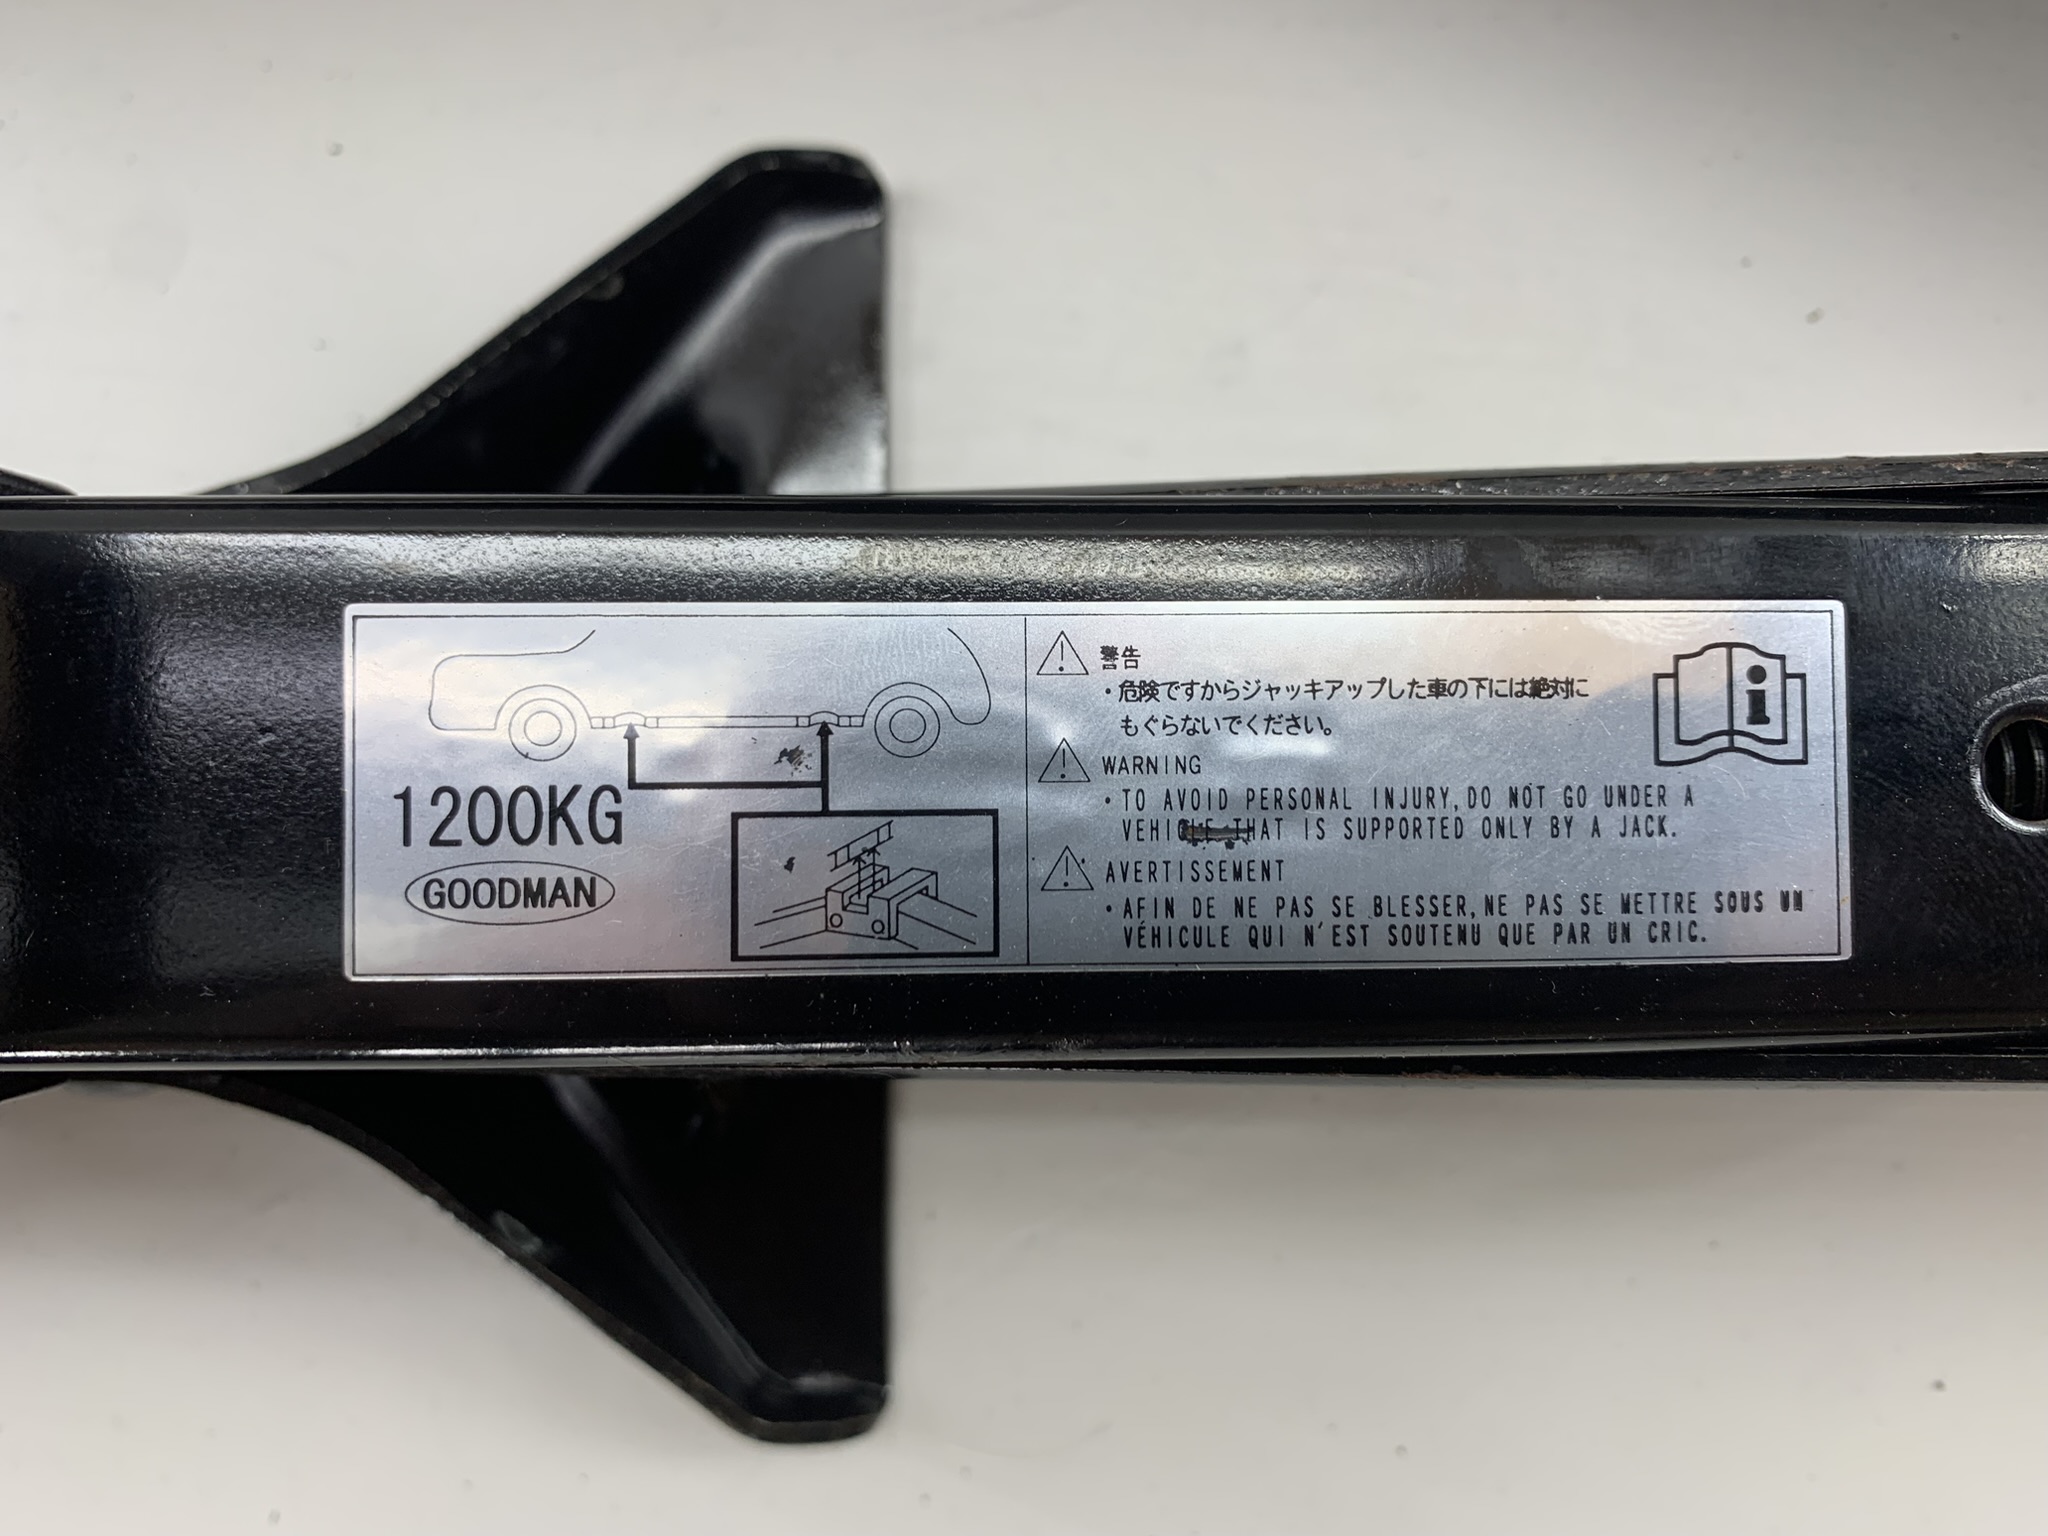 1200KG
GOODMAN
警告
・危険ですからジャッキアップした車の下には絶対に
もぐらないでください。
WARNING
・TO AVOID PERSONAL INJURY, DO NOT GO UNDER A
VEHICLE THAT IS SUPPORTED ONLY BY A JACK.
AVERTISSEMENT
・AFIN DE NE PAS SE BLESSER, NE PAS SE METTRE SOUS UN
VÉHICULE QUI N'EST SOUTENU QUE PAR UN CRIC.